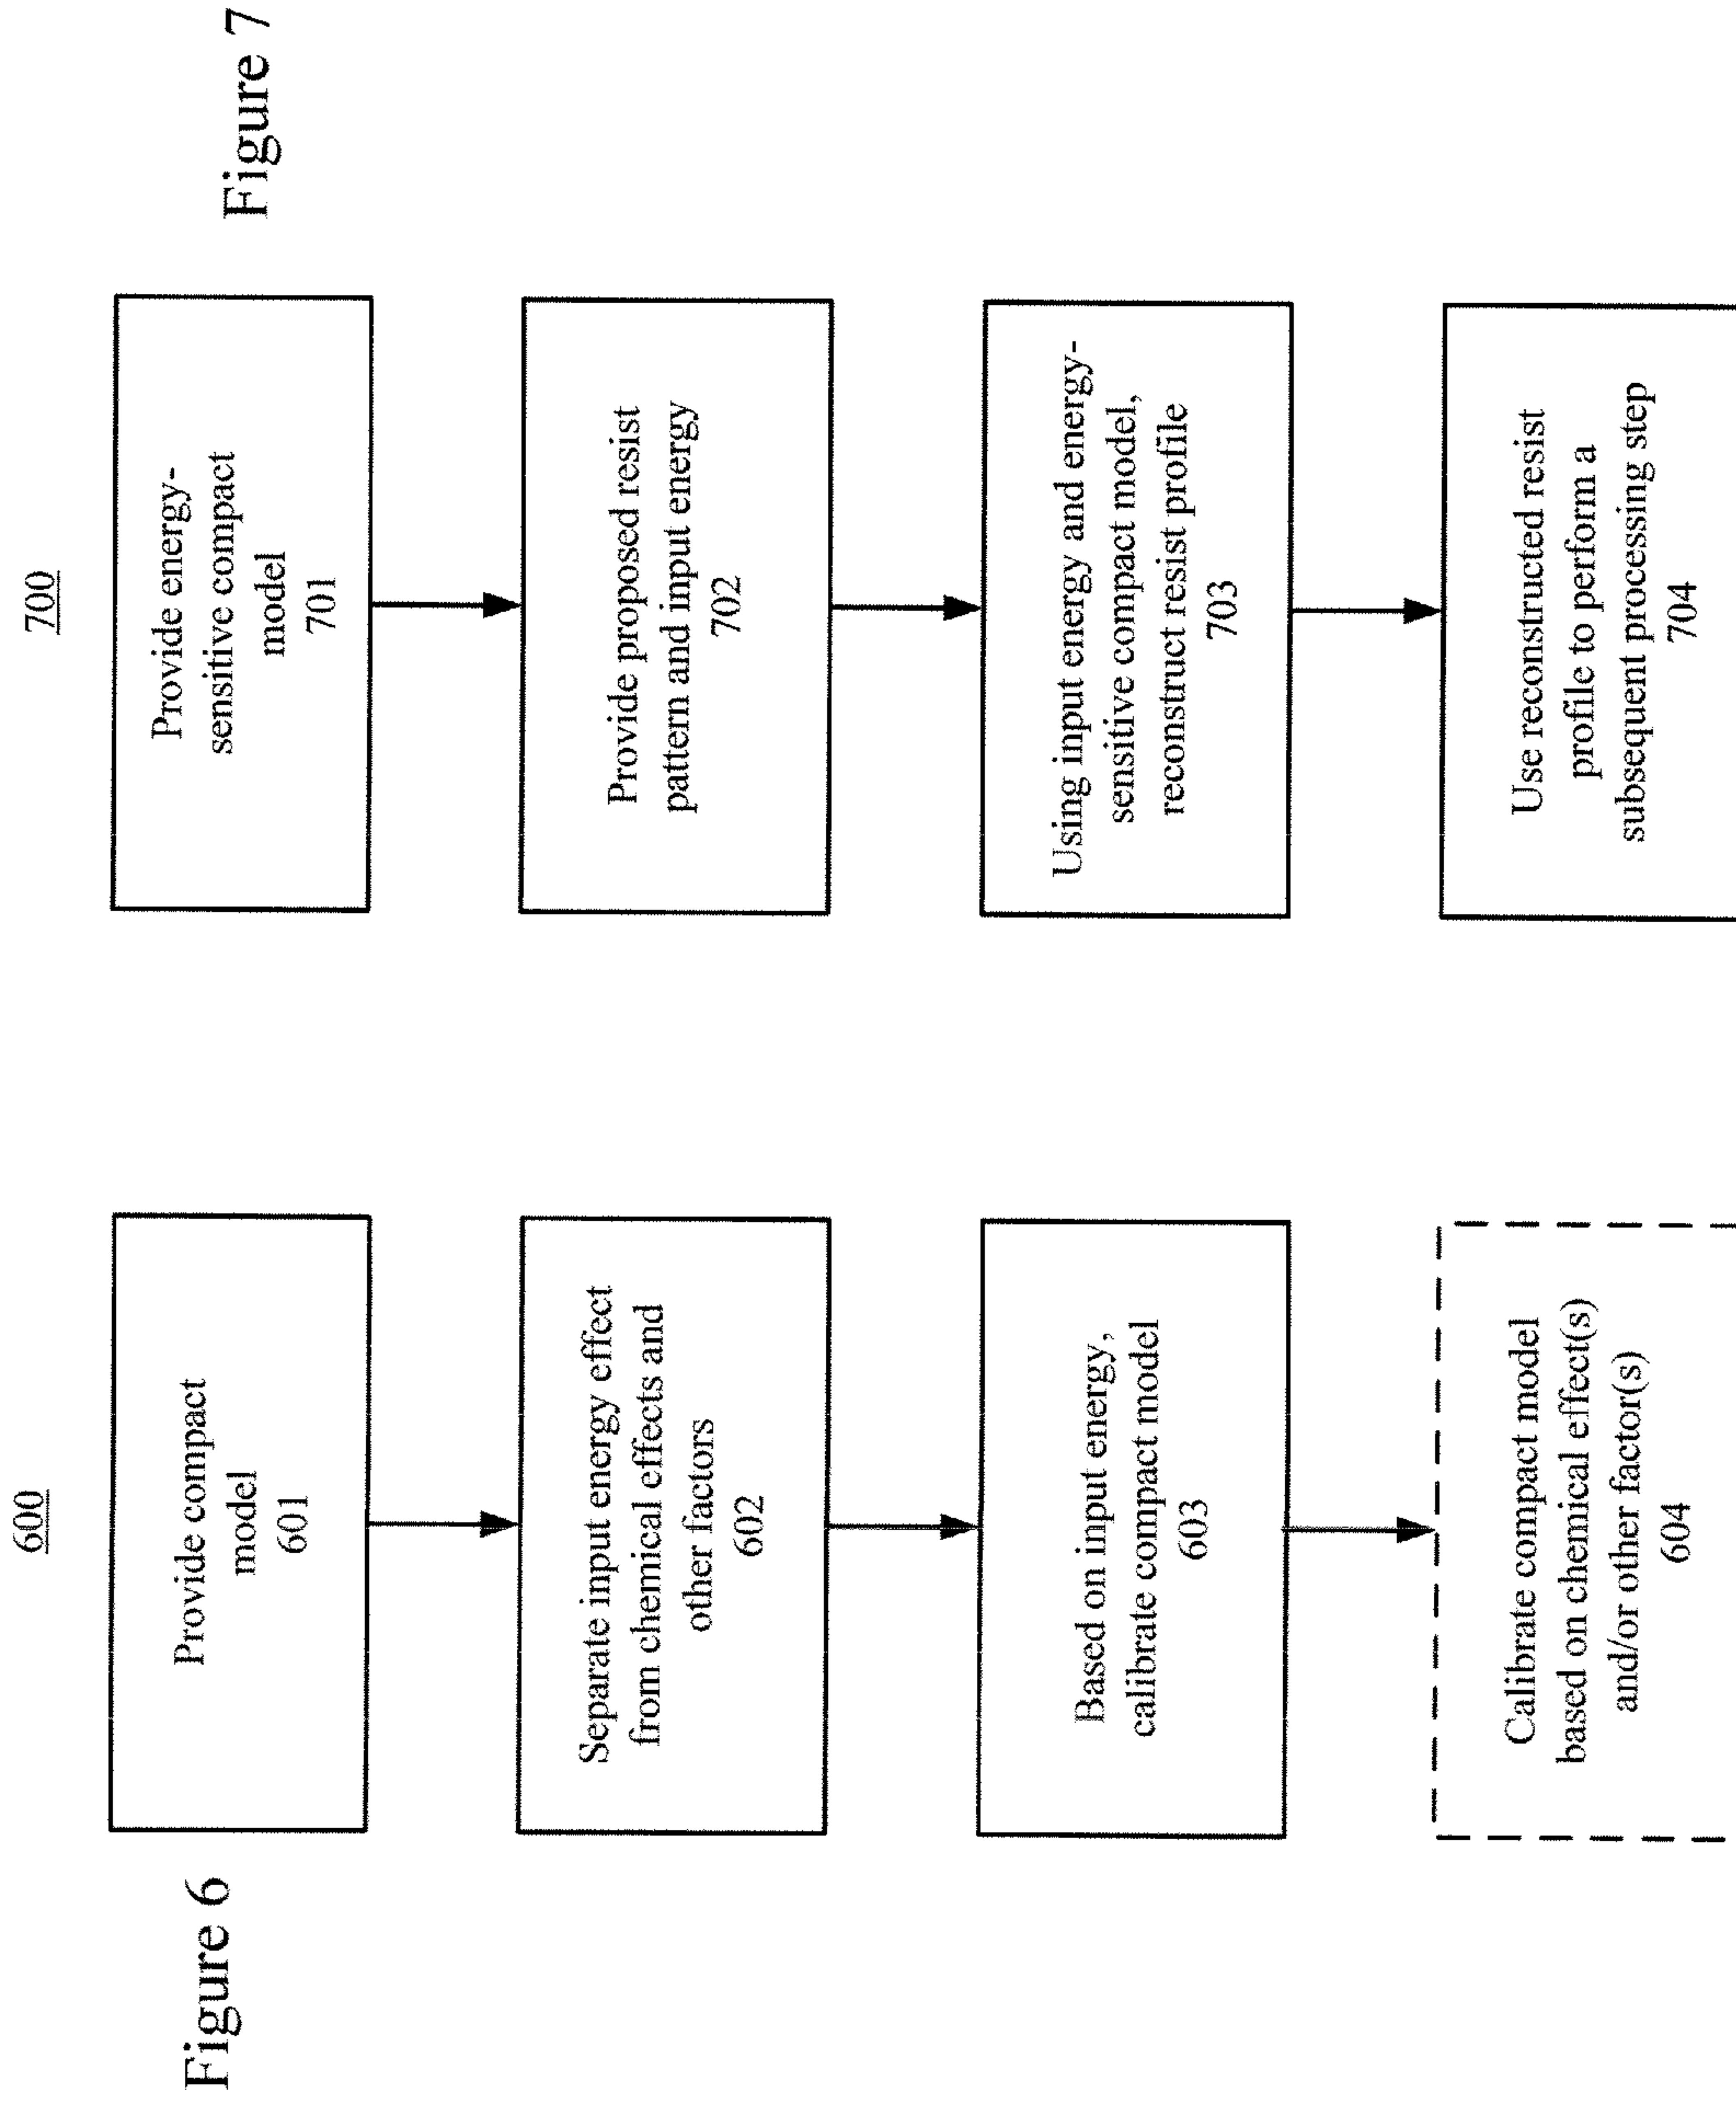 Figure 6
600
Provide compact
model
601
Separate input energy effect
from chemical effects and
other factors
602
Based on input energy,
calibrate compact model
603
Calibrate compact model
based on chemical effect(s)
and/or other factor(s)
604
Figure 7
700
Provide energy-
sensitive compact
model
701
Provide proposed resist
pattern and input energy
702
Using input energy and energy-
sensitive compact model,
reconstruct resist profile
703
Use reconstructed resist
profile to perform a
subsequent processing step
704